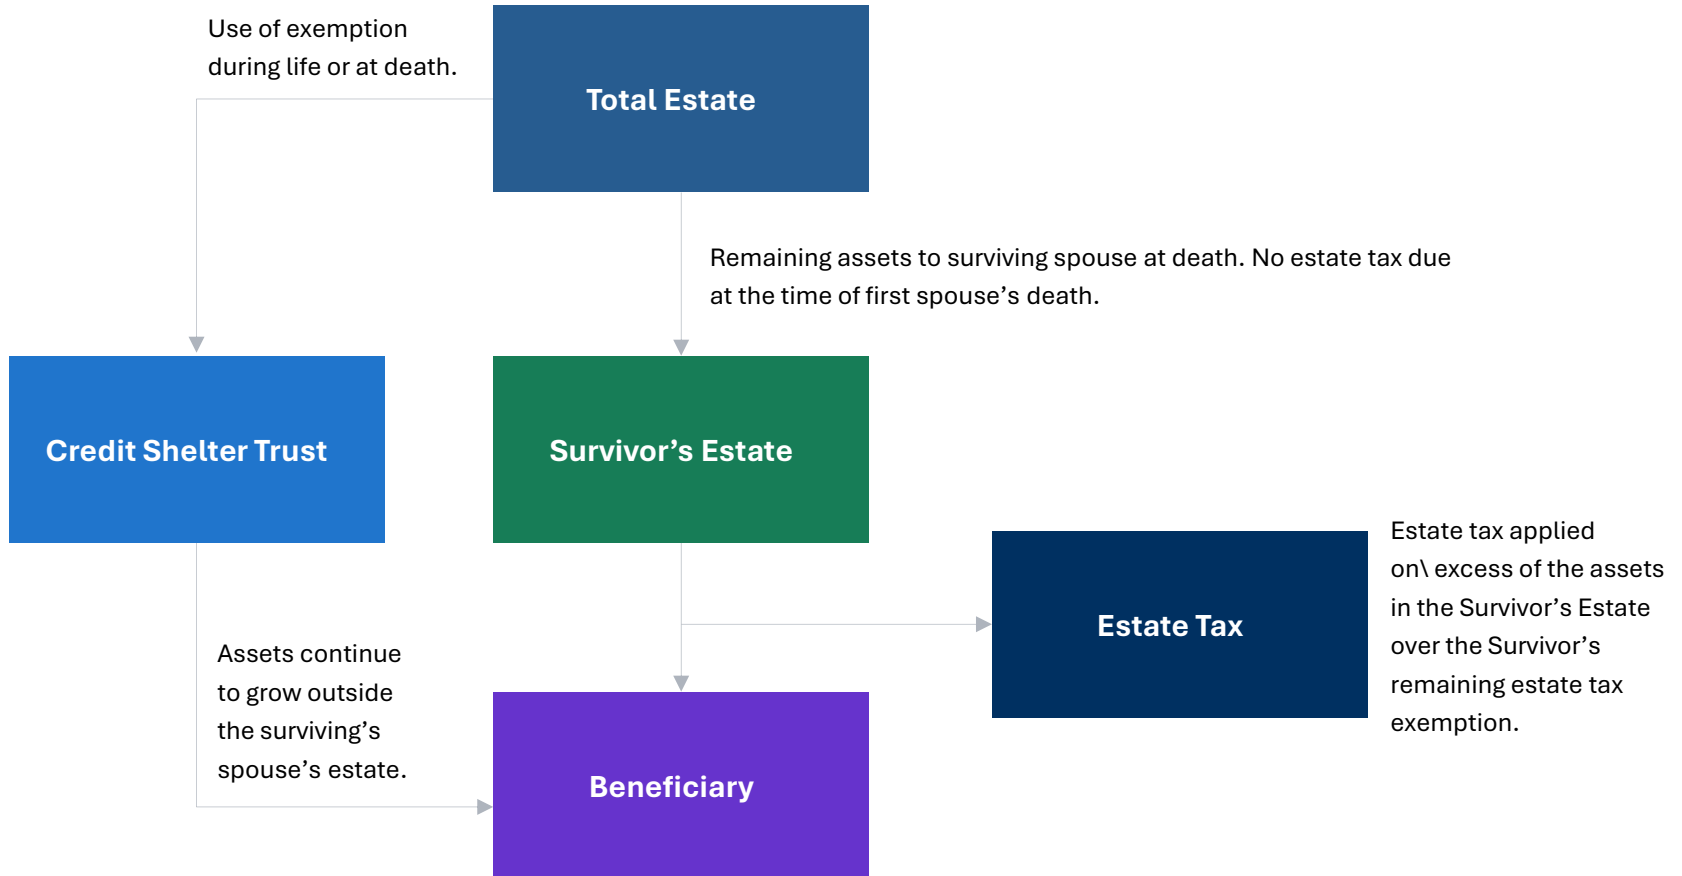 Use of exemption
during life or at death.
Total Estate
Remaining assets to surviving spouse at death. No estate tax due
at the time of first spouse’s death.
Credit Shelter Trust
Survivor’s Estate
Estate tax applied
on\ excess of the assets
in the Survivor’s Estate
over the Survivor’s
remaining estate tax
exemption.
Estate Tax
Assets continue
to grow outside
the surviving’s
spouse’s estate.
Beneficiary